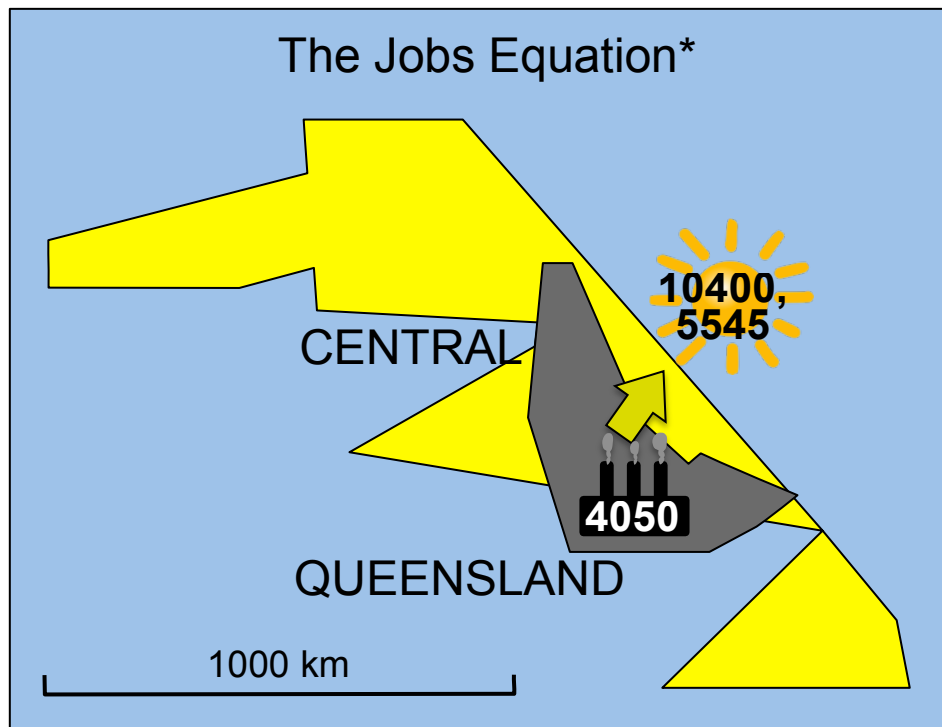 The Jobs Equation*
10400,
5545
CENTRAL
4050
QUEENSLAND
1000 km